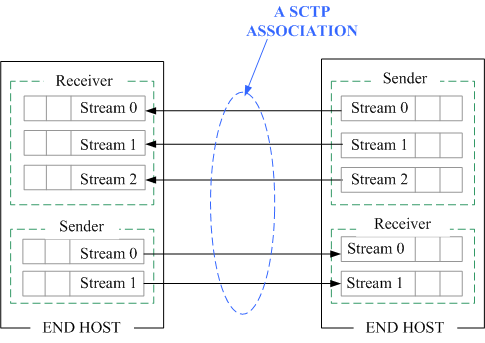 A SCTP
ASSOCIATION
Receiver
Stream 0
Stream 1
Stream 2
Sender
Stream 0
Stream 1
END HOST
Sender
Stream 0
Stream 1
Stream 2
Receiver
Stream 0
Stream 1
END HOST